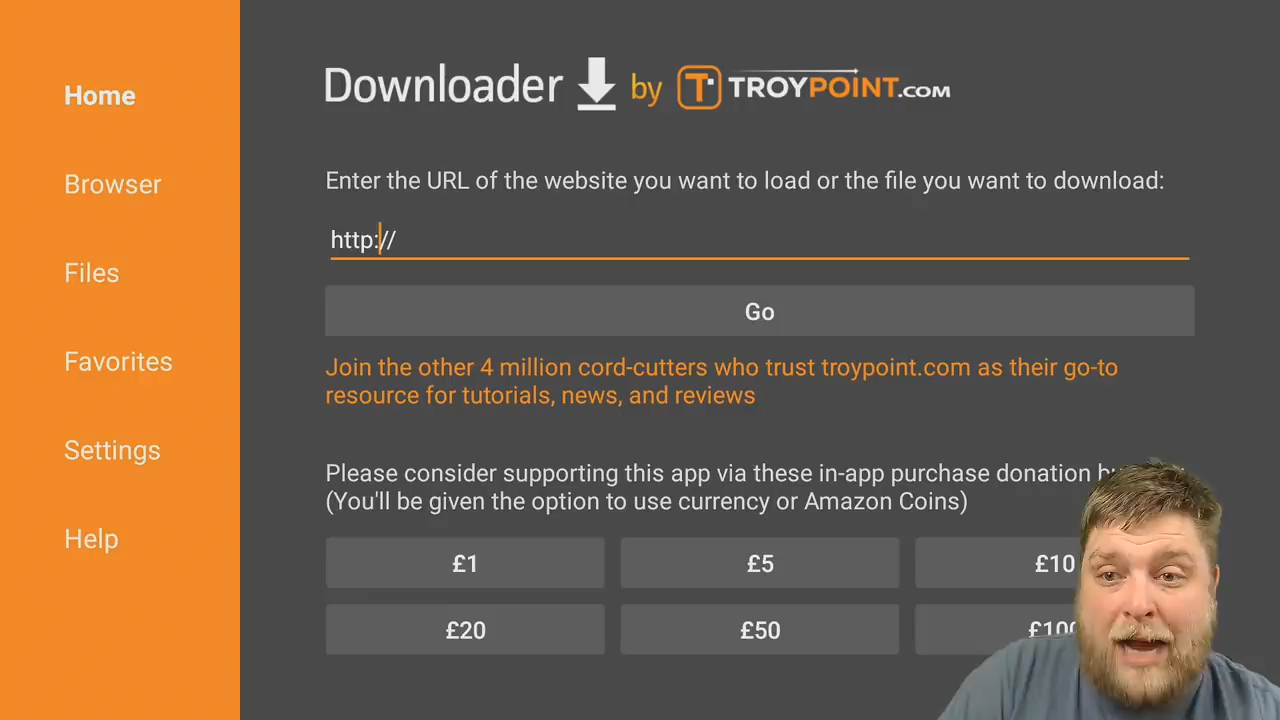 Home
Browser
Files
Favorites
Settings
Help
Downloader by TROYPOINT.COM
Enter the URL of the website you want to load or the file you want to download:
http://
Go
Join the other 4 million cord-cutters who trust troypoint.com as their go-to
resource for tutorials, news, and reviews
Please consider supporting this app via these in-app purchase donation
(You'll be given the option to use currency or Amazon Coins)
£1 £5 £10
£20 £50 £100